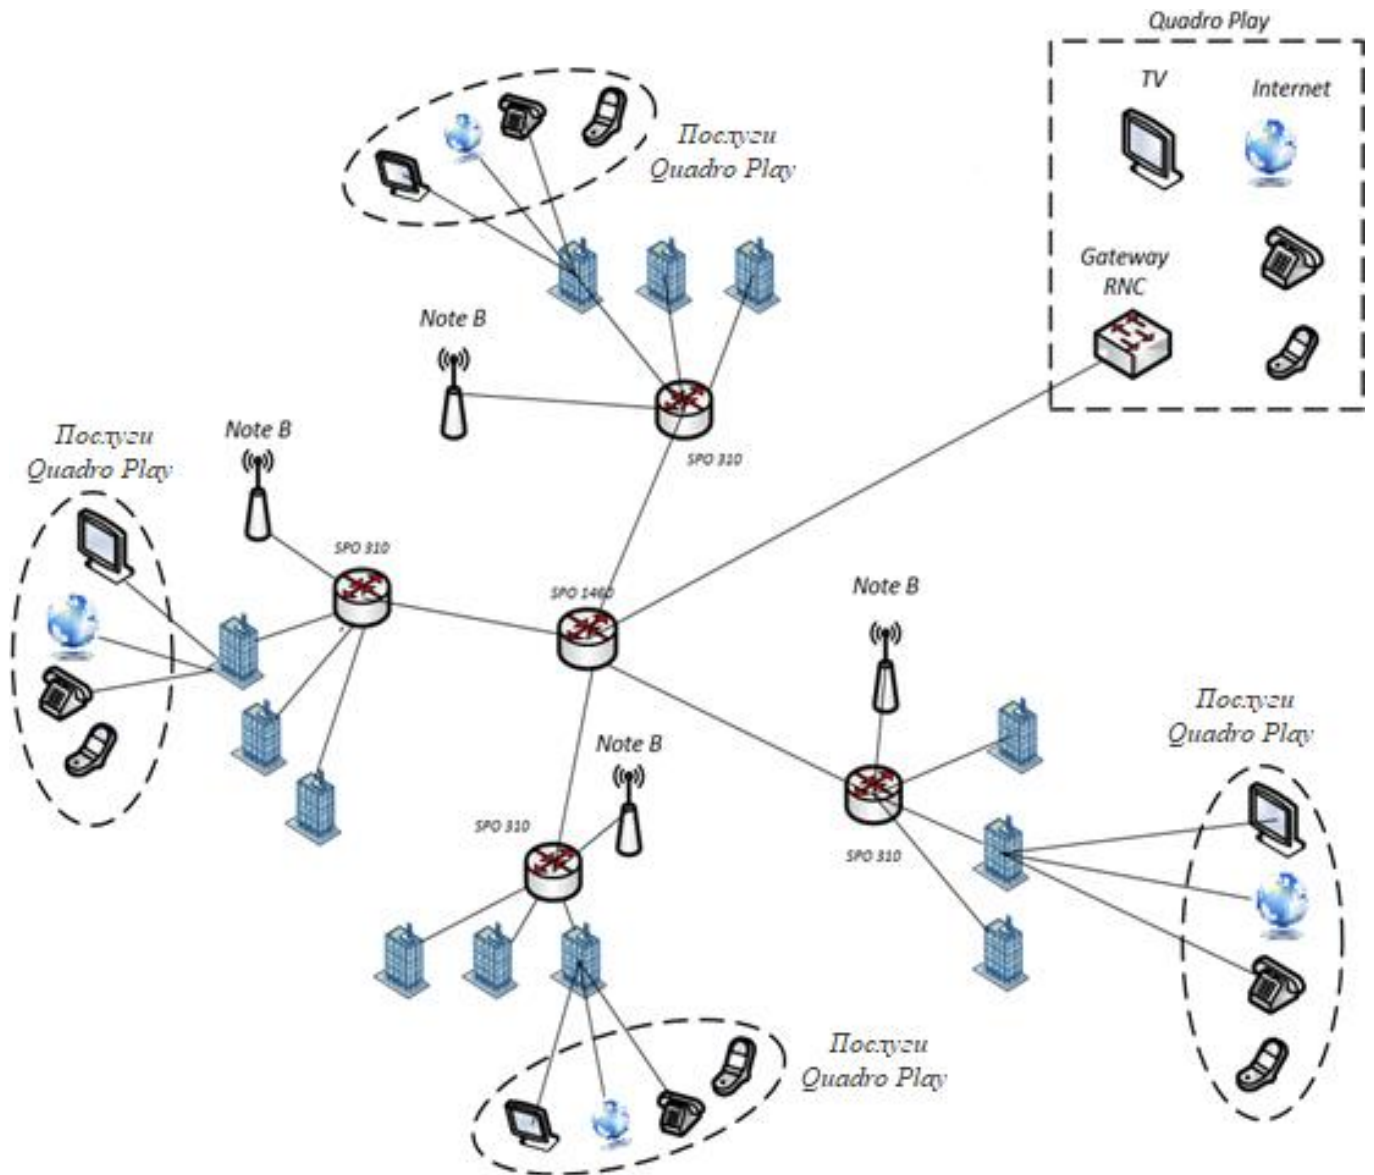 Quadro Play
TV
Internet
Gateway
RNC
Послуги
Quadro Play
Note B
SPO 310
Послуги
Quadro Play
Note B
SPO 310
SPO 1460
Note B
SPO 310
Послуги
Quadro Play
Note B
SPO 310
Послуги
Quadro Play